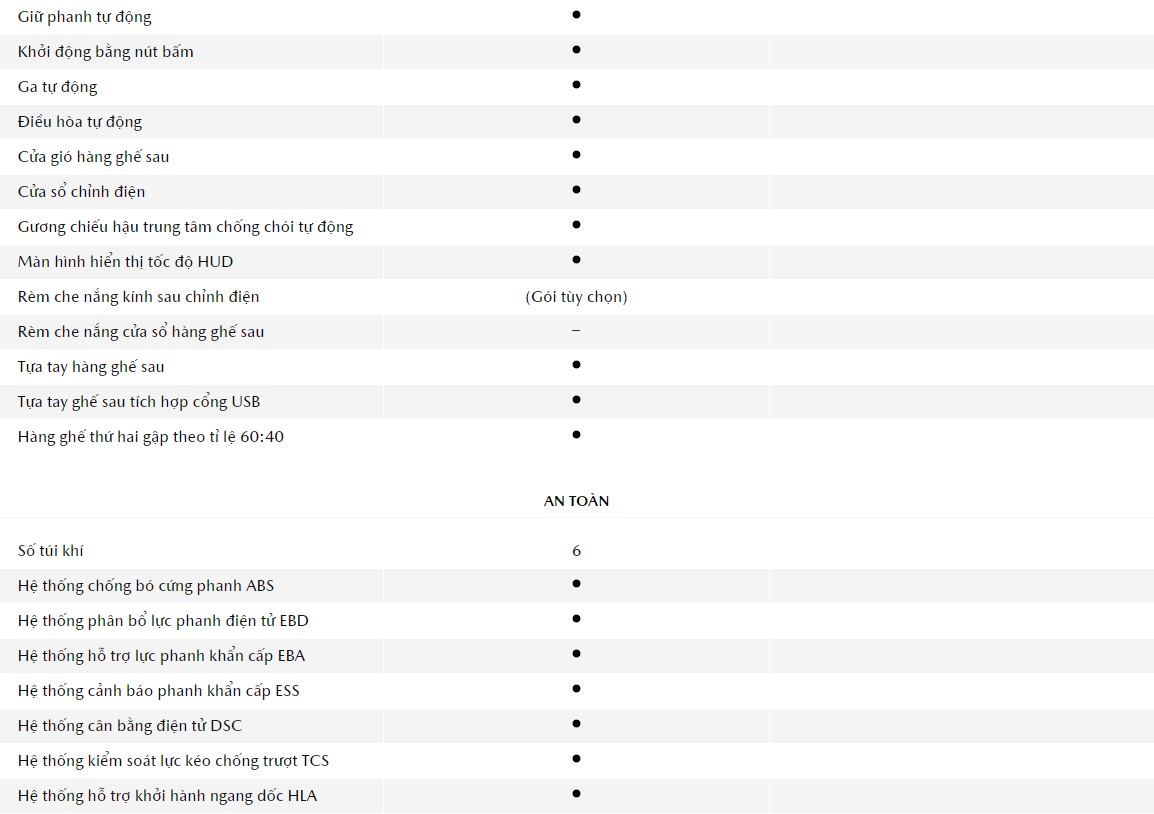 Giữ phanh tự động ●
Khởi động bằng nút bấm ●
Ga tự động ●
Điều hòa tự động ●
Cửa gió hàng ghế sau ●
Cửa sổ chỉnh điện ●
Gương chiếu hậu trung tâm chống chói tự động ●
Màn hình hiển thị tốc độ HUD ●
Rèm che nắng kính sau chỉnh điện (Gói tùy chọn)
Rèm che nắng cửa sổ hàng ghế sau –
Tựa tay hàng ghế sau ●
Tựa tay ghế sau tích hợp cổng USB ●
Hàng ghế thứ hai gập theo tỉ lệ 60:40 ●
AN TOÀN
Số túi khí 6
Hệ thống chống bó cứng phanh ABS ●
Hệ thống phân bổ lực phanh điện tử EBD ●
Hệ thống hỗ trợ lực phanh khẩn cấp EBA ●
Hệ thống cảnh báo phanh khẩn cấp ESS ●
Hệ thống cân bằng điện tử DSC ●
Hệ thống kiểm soát lực kéo chống trượt TCS ●
Hệ thống hỗ trợ khởi hành ngang dốc HLA ●